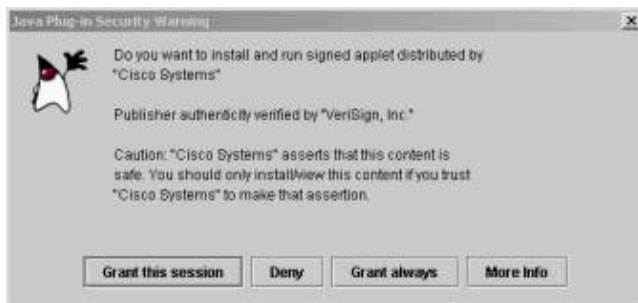 Java Plug-in Security Warning
Do you want to install and run signed applet distributed by
"Cisco Systems"
Publisher authenticity verified by "VeriSign, Inc."
Caution: "Cisco Systems" asserts that this content is
safe. You should only install/view this content if you trust
"Cisco Systems" to make that assertion.
Grant this session Deny Grant always More Info